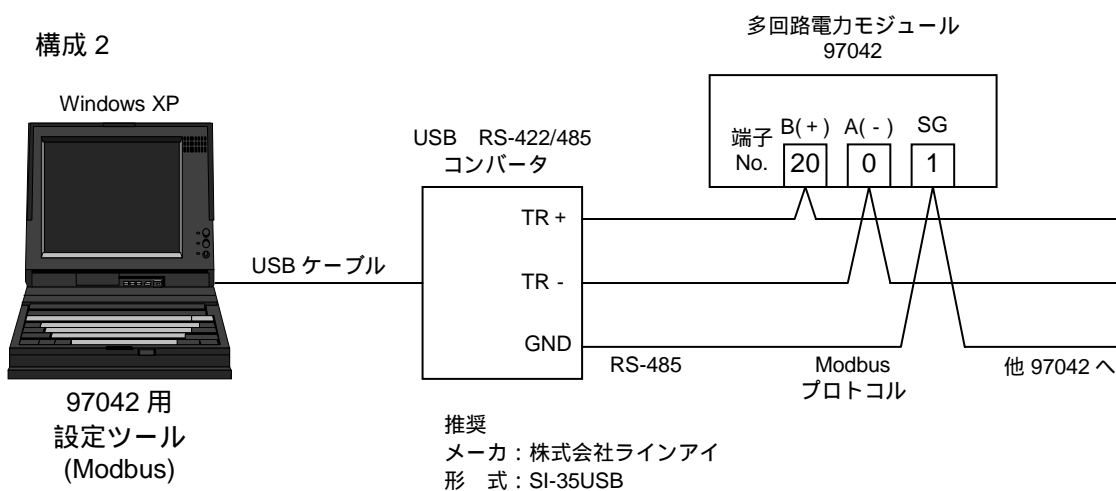 構成 2
多回路電力モジュール
97042
Windows XP
USB RS-422/485
コンバータ
端子
No.
B(+) A(-) SG
20 0 1
TR +
TR -
GND
USB ケーブル
RS-485
Modbus
プロトコル
他 97042 へ
97042 用
設定ツール
(Modbus)
推奨
メーカ：株式会社ラインアイ
形　式：SI-35USB